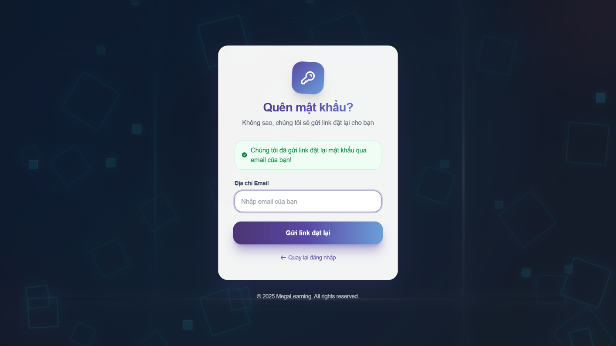 Quên mật khẩu?
Không sao, chúng tôi sẽ gửi link đặt lại cho bạn
Chúng tôi đã gửi link đặt lại mật khẩu qua
email của bạn!
Địa chỉ Email
Nhập email của bạn
Gửi link đặt lại
← Quay lại đăng nhập
© 2025 MegaLearning. All rights reserved.